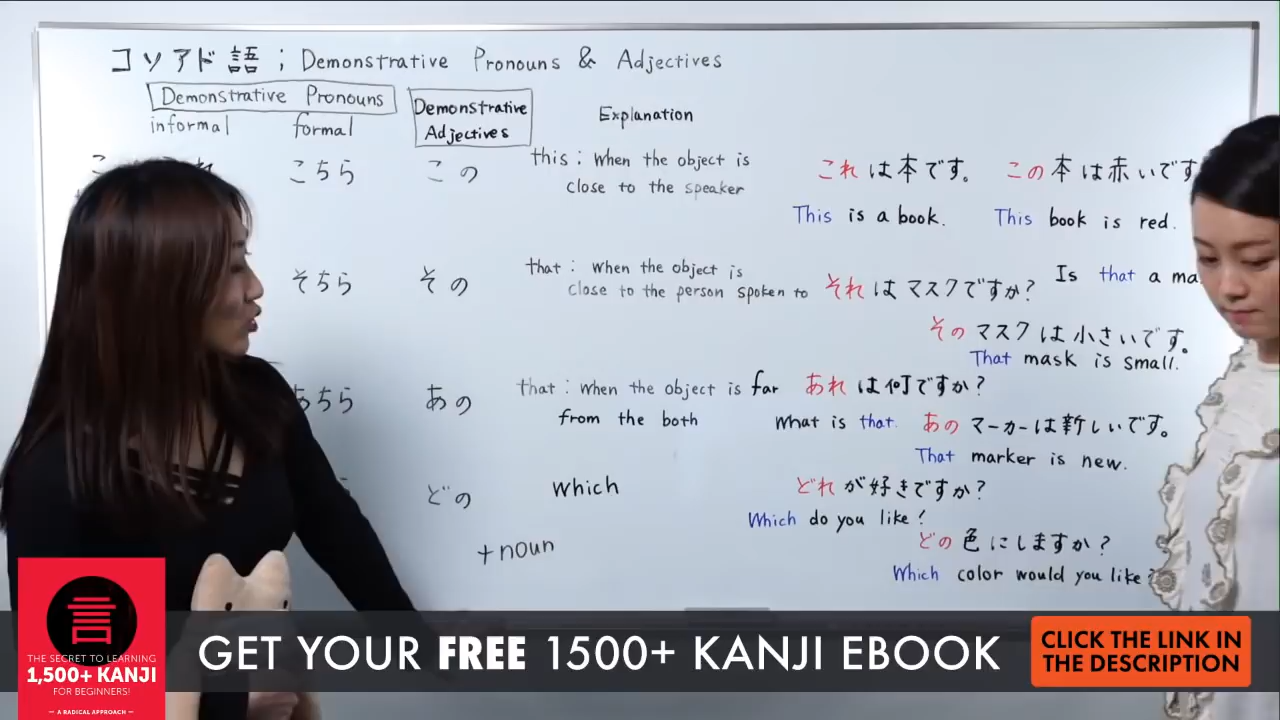 コソアド語 ; Demonstrative Pronouns & Adjectives
Demonstrative Pronouns
informal formal
Demonstrative Adjectives
Explanation
こちら この this : When the object is close to the speaker
これは本です。 この本は赤いです
This is a book. This book is red.
そちら その that : When the object is close to the person spoken to
それはマスクですか? Is that a
そのマスクは小さいです。
That mask is small.
あちら あの that : When the object is far from the both
あれは何ですか?
What is that. あのマーカーは新しいです。
That marker is new.
どの which
どれが好きですか?
Which do you like?
+noun
どの色にしますか?
Which color would you like?
言
THE SECRET TO LEARNING
1,500+ KANJI
FOR BEGINNERS!
— A RADICAL APPROACH —
GET YOUR FREE 1500+ KANJI EBOOK
CLICK THE LINK IN
THE DESCRIPTION